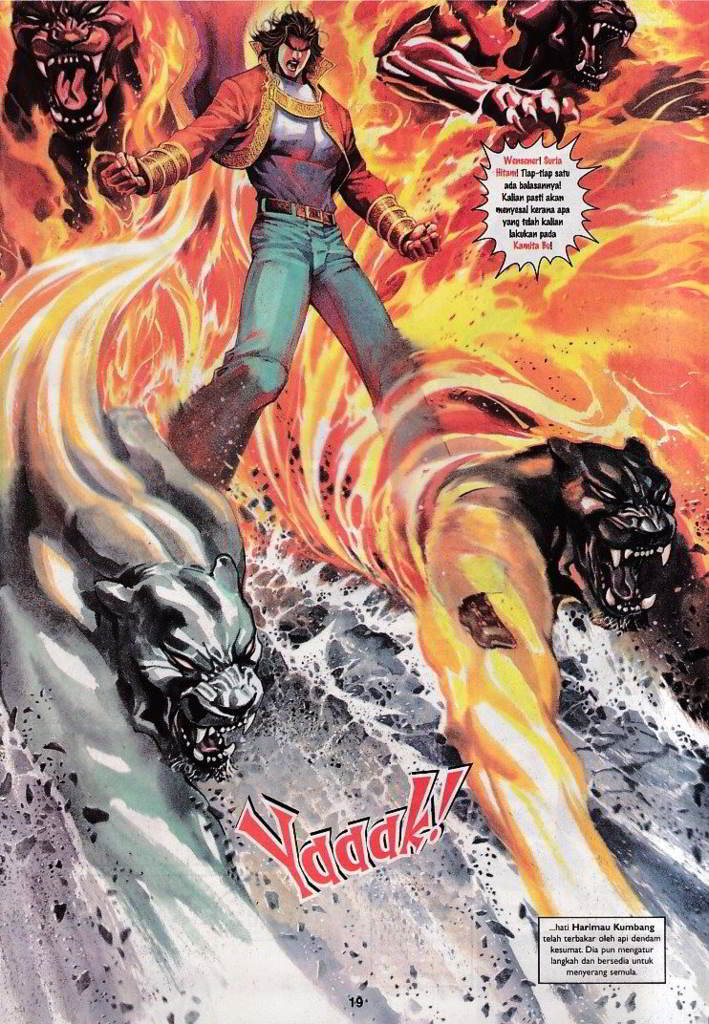 Wensener! Suria
Hitam! Tiap-tiap satu
ada balasannya!
Kalian pasti akan
menyesal kerana apa
yang telah kalian
lakukan pada
Kamita Bu!
Yaaak!
...hati Harimau Kumbang
telah terbakar oleh api dendam
kesumat. Dia pun mengatur
langkah dan bersedia untuk
menyerang semula.
19